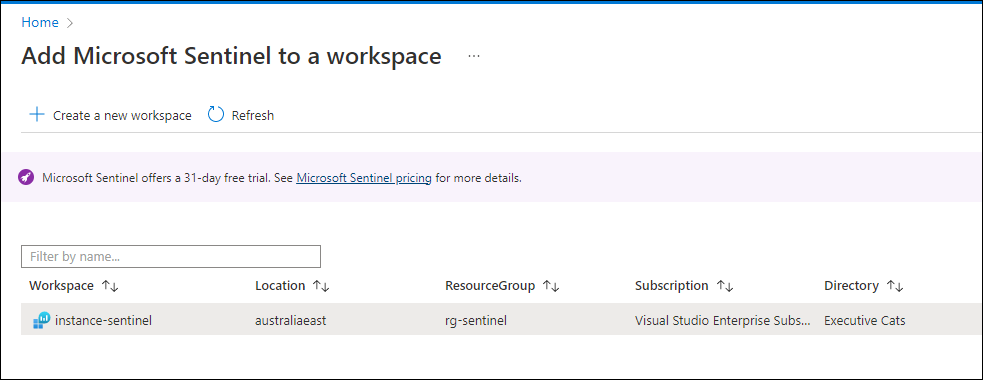 Home >
Add Microsoft Sentinel to a workspace ...
+ Create a new workspace Refresh
Microsoft Sentinel offers a 31-day free trial. See Microsoft Sentinel pricing for more details.
Filter by name...
Workspace ↑↓ Location ↑↓ ResourceGroup ↑↓ Subscription ↑↓ Directory ↑↓
instance-sentinel australiaeast rg-sentinel Visual Studio Enterprise Subs... Executive Cats